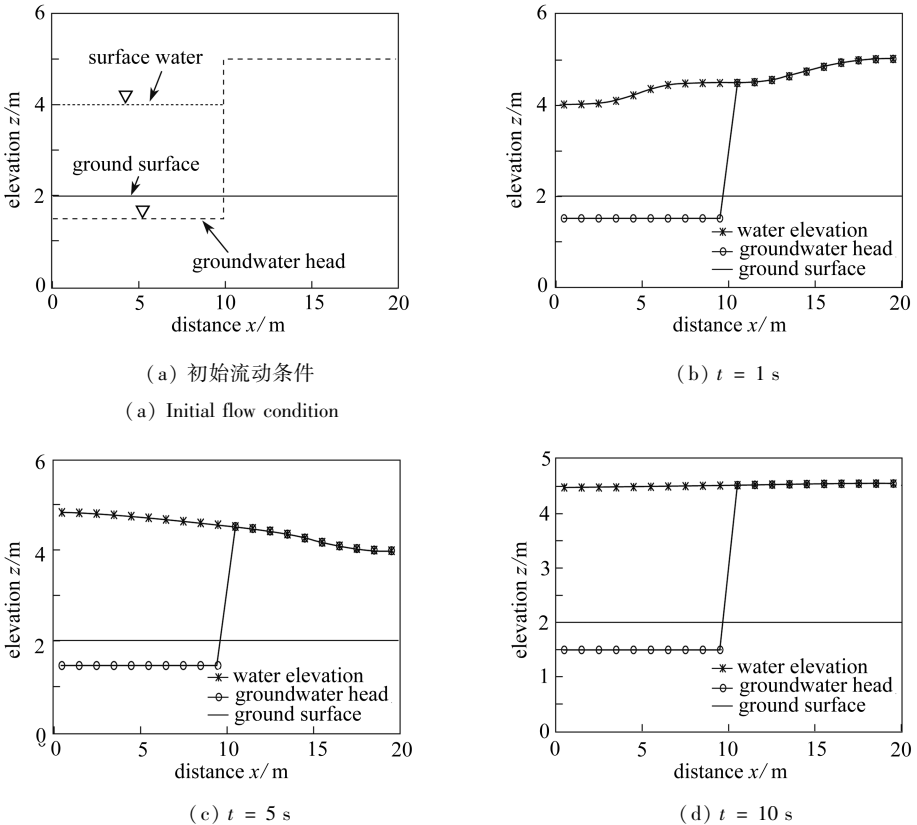 6
4
2
0
elevation z/m
surface water
ground surface
groundwater head
0 5 10 15 20
distance x/ m
(a) 初始流动条件
(a) Initial flow condition
6
4
2
0
elevation z/m
water elevation
groundwater head
ground surface
0 5 10 15 20
distance x/ m
(b) t = 1 s
6
4
2
0
elevation z/m
water elevation
groundwater head
ground surface
0 5 10 15 20
distance x/ m
(c) t = 5 s
5
4
3
2
1
0
elevation z/m
water elevation
groundwater head
ground surface
0 5 10 15 20
distance x/ m
(d) t = 10 s